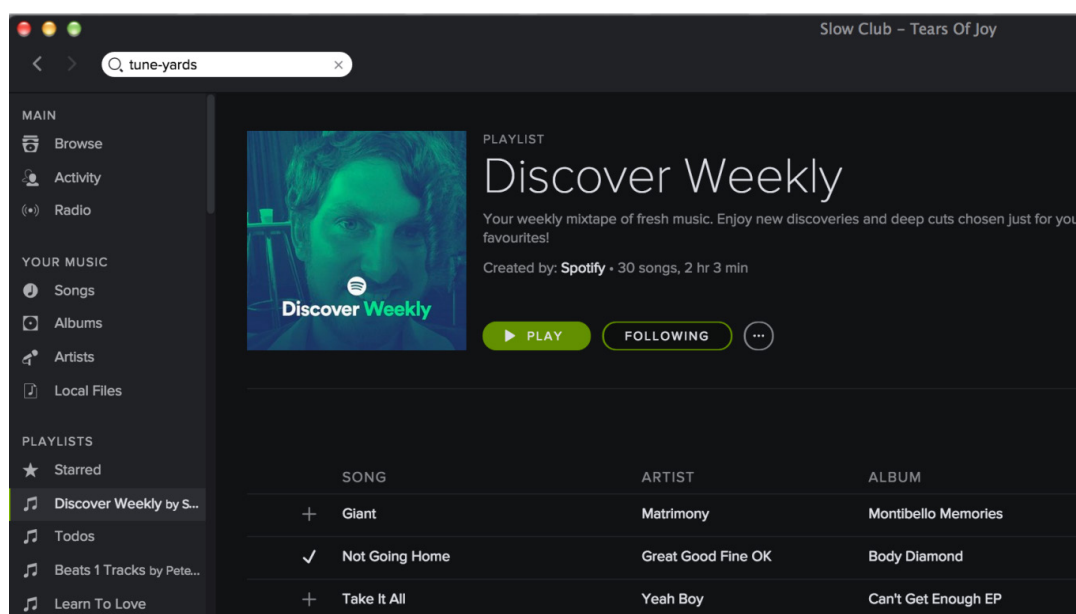 Slow Club – Tears Of Joy
tune-yards
MAIN
Browse
Activity
Radio
YOUR MUSIC
Songs
Albums
Artists
Local Files
PLAYLISTS
Starred
Discover Weekly by S...
Todos
Beats 1 Tracks by Pete...
Learn To Love
Discover Weekly
PLAYLIST
Discover Weekly
Your weekly mixtape of fresh music. Enjoy new discoveries and deep cuts chosen just for you
favourites!
Created by: Spotify • 30 songs, 2 hr 3 min
PLAY FOLLOWING
SONG ARTIST ALBUM
Giant Matrimony Montibello Memories
Not Going Home Great Good Fine OK Body Diamond
Take It All Yeah Boy Can't Get Enough EP